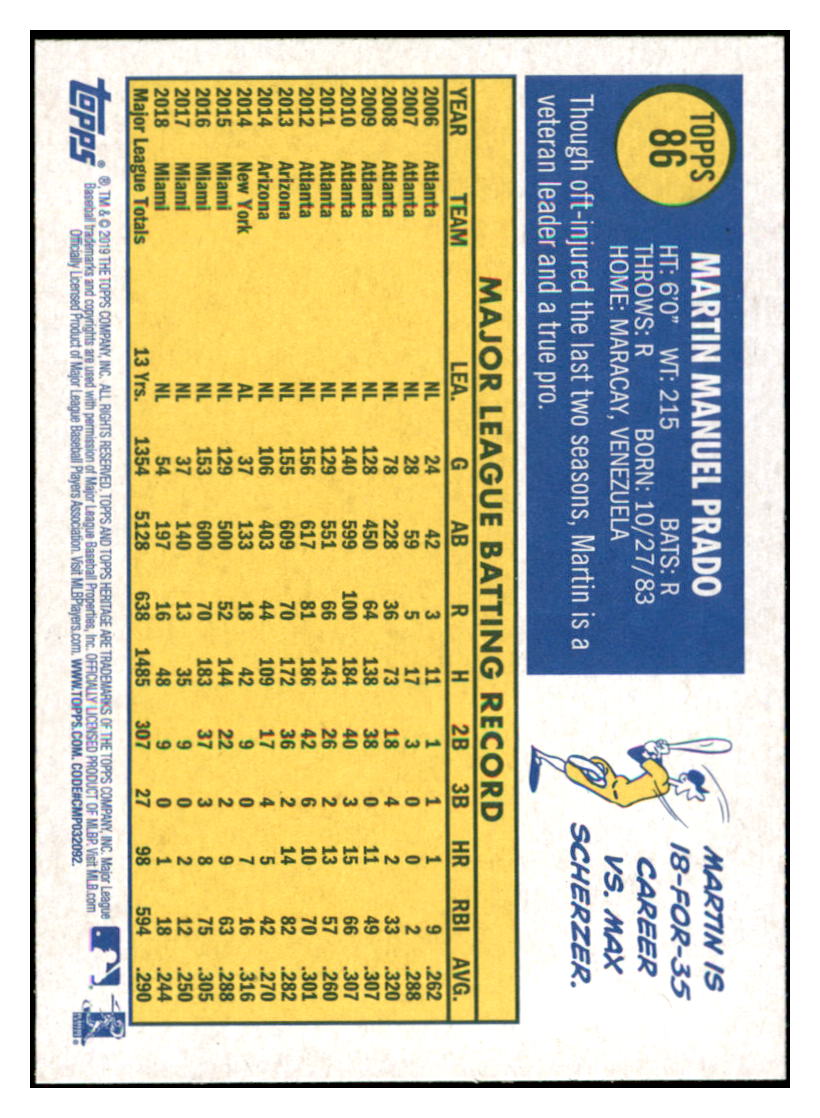 TOPPS
86
MARTIN MANUEL PRADO
HT: 6'0" WT: 215 BATS: R
THROWS: R BORN: 10/27/83
HOME: MARACAY, VENEZUELA
Though oft-injured the last two seasons, Martin is a
veteran leader and a true pro.
MARTIN IS
18-FOR-35
CAREER
VS. MAX
SCHERZER.
MAJOR LEAGUE BATTING RECORD
YEAR TEAM LEA. G AB R H 2B 3B HR RBI AVG.
2006 Atlanta NL 24 42 3 11 1 1 1 9 .262
2007 Atlanta NL 28 59 5 17 3 0 0 2 .288
2008 Atlanta NL 78 228 36 73 18 4 2 33 .320
2009 Atlanta NL 128 450 64 138 38 0 11 49 .307
2010 Atlanta NL 140 599 100 184 40 3 15 66 .307
2011 Atlanta NL 129 551 66 143 26 2 13 57 .260
2012 Atlanta NL 156 617 81 186 42 6 10 70 .301
2013 Arizona NL 155 609 70 172 36 2 14 82 .282
2014 Arizona NL 106 403 44 109 17 4 5 42 .270
2014 New York AL 37 133 18 42 9 0 7 16 .316
2015 Miami NL 129 500 52 144 22 2 9 63 .288
2016 Miami NL 153 600 70 183 37 3 8 75 .305
2017 Miami NL 37 140 13 35 9 0 2 12 .250
2018 Miami NL 54 197 16 48 9 0 1 18 .244
Major League Totals 13 Yrs. 1354 5128 638 1485 307 27 98 594 .290
topps®
®, TM & © 2019 THE TOPPS COMPANY, INC. ALL RIGHTS RESERVED. TOPPS AND TOPPS HERITAGE ARE TRADEMARKS OF THE TOPPS COMPANY, INC. Major League
Baseball trademarks and copyrights are used with permission of Major League Baseball Properties, Inc. OFFICIALLY LICENSED PRODUCT OF MLBP. Visit MLB.com
Officially Licensed Product of Major League Baseball Players Association. Visit MLBPlayers.com. WWW.TOPPS.COM. CODE#CMP032092.